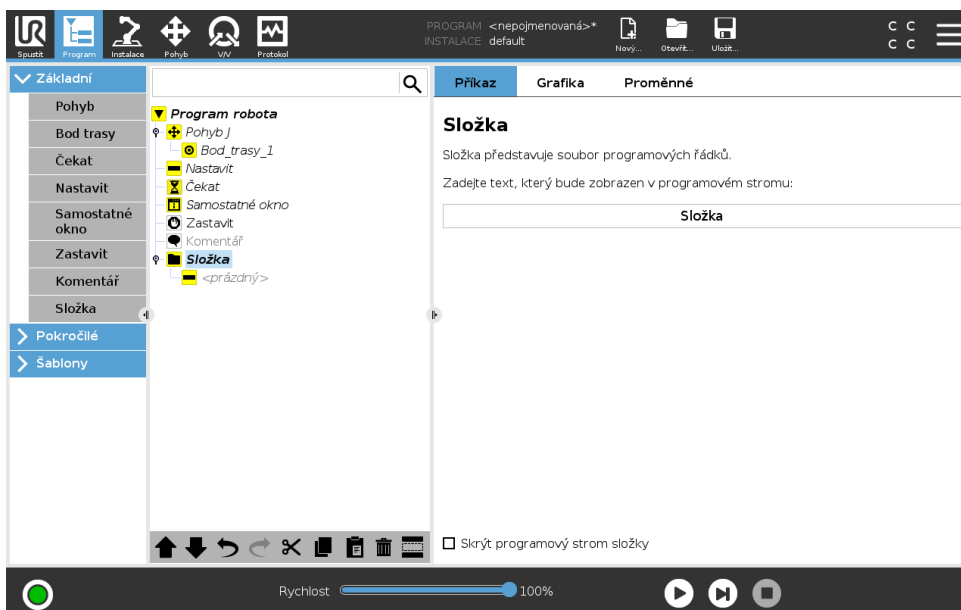 UR
Spustit
Program
Instalace
Pohyb
V/V
Protokol
PROGRAM <nepojmenovaná>*
INSTALACE default
Nový...
Otevřít...
Uložit...
C C
C C
Základní
Pohyb
Bod trasy
Čekat
Nastavit
Samostatné
okno
Zastavit
Komentář
Složka
Pokročilé
Šablony
Program robota
Pohyb J
Bod_trasy_1
Nastavit
Čekat
Samostatné okno
Zastavit
Komentář
Složka
<prázdný>
Příkaz
Grafika
Proměnné
Složka
Složka představuje soubor programových řádků.
Zadejte text, který bude zobrazen v programovém stromu:
Složka
Skrýt programový strom složky
Rychlost
100%